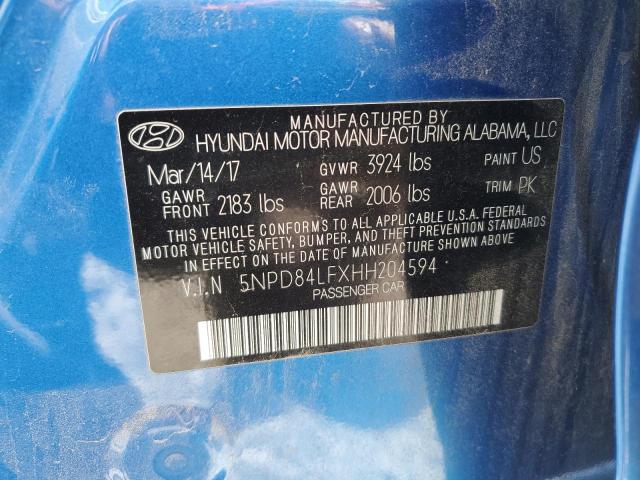 MANUFACTURED BY
HYUNDAI MOTOR MANUFACTURING ALABAMA, LLC
Mar/14/17 GVWR 3924 lbs PAINT US
GAWR FRONT 2183 lbs GAWR REAR 2006 lbs TRIM PK
THIS VEHICLE CONFORMS TO ALL APPLICABLE U.S.A. FEDERAL
MOTOR VEHICLE SAFETY, BUMPER, AND THEFT PREVENTION STANDARDS
IN EFFECT ON THE DATE OF MANUFACTURE SHOWN ABOVE.
V.I.N 5NPD84LFXHH204594
PASSENGER CAR